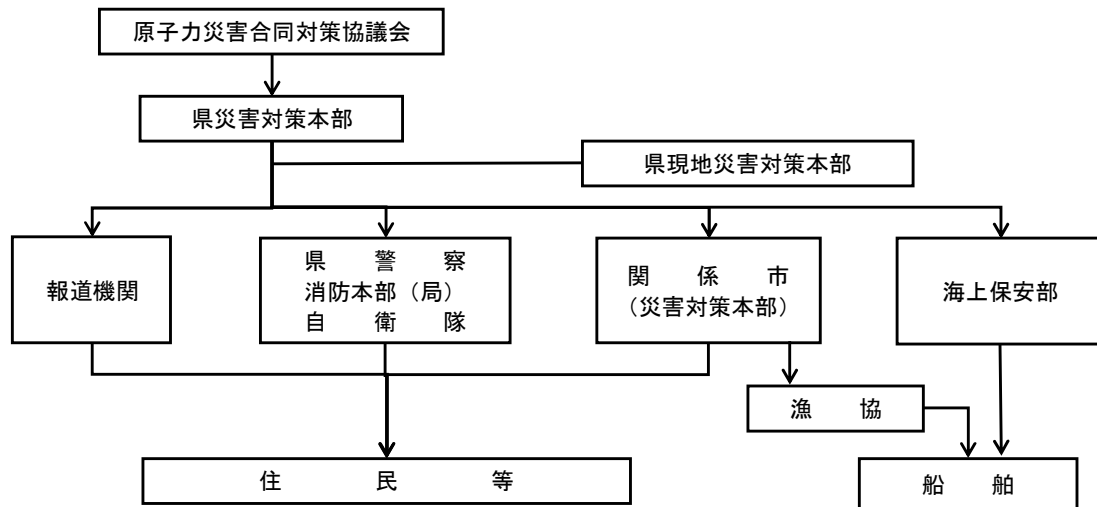 原子力災害合同対策協議会
県災害対策本部
県現地災害対策本部
報道機関
県　警　察
消防本部（局）
自　衛　隊
関　係　市
（災害対策本部）
海上保安部
漁　協
住　民　等
船　舶